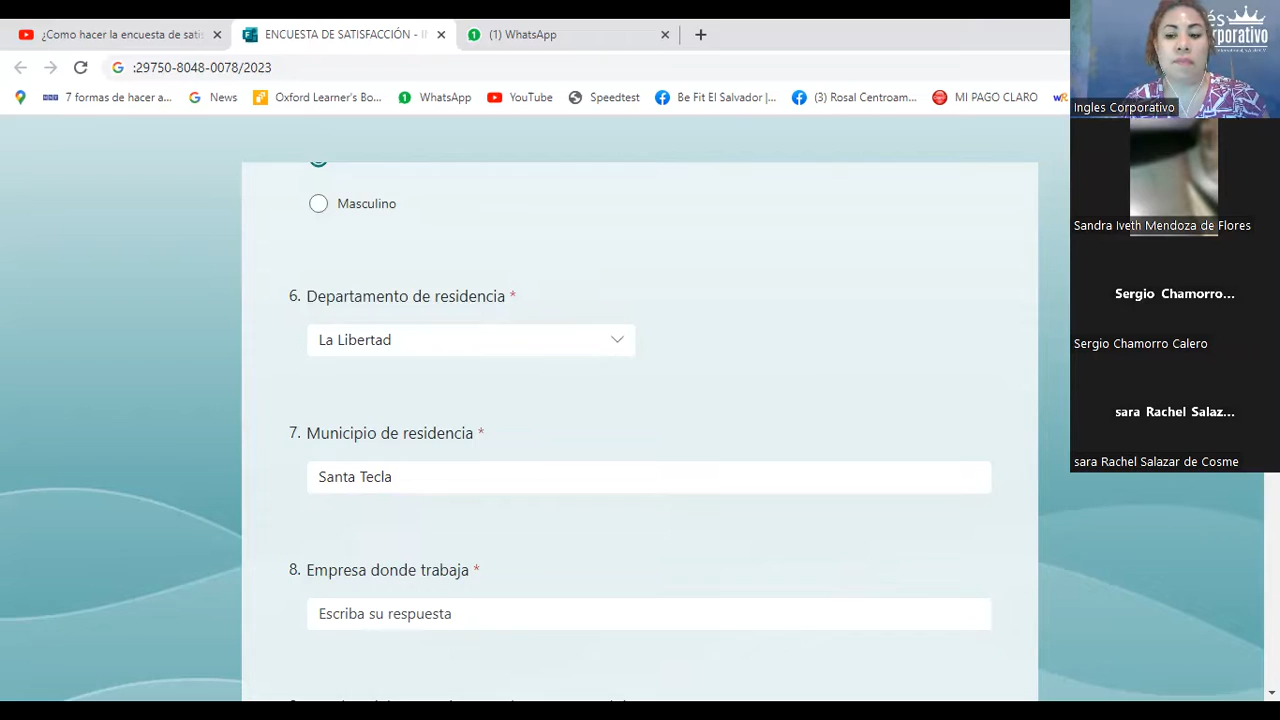 ¿Como hacer la encuesta de sati
ENCUESTA DE SATISFACCIÓN - I
(1) WhatsApp
:29750-8048-0078/2023
7 formas de hacer a...
News
Oxford Learner's Bo...
WhatsApp
YouTube
Speedtest
Be Fit El Salvador |...
(3) Rosal Centroam...
MI PAGO CLARO
Masculino
6. Departamento de residencia *
La Libertad
7. Municipio de residencia *
Santa Tecla
8. Empresa donde trabaja *
Escriba su respuesta
és
rporativo
Ingles Corporativo
Sandra Iveth Mendoza de Flores
Sergio Chamorro...
Sergio Chamorro Calero
sara Rachel Salaz...
sara Rachel Salazar de Cosme